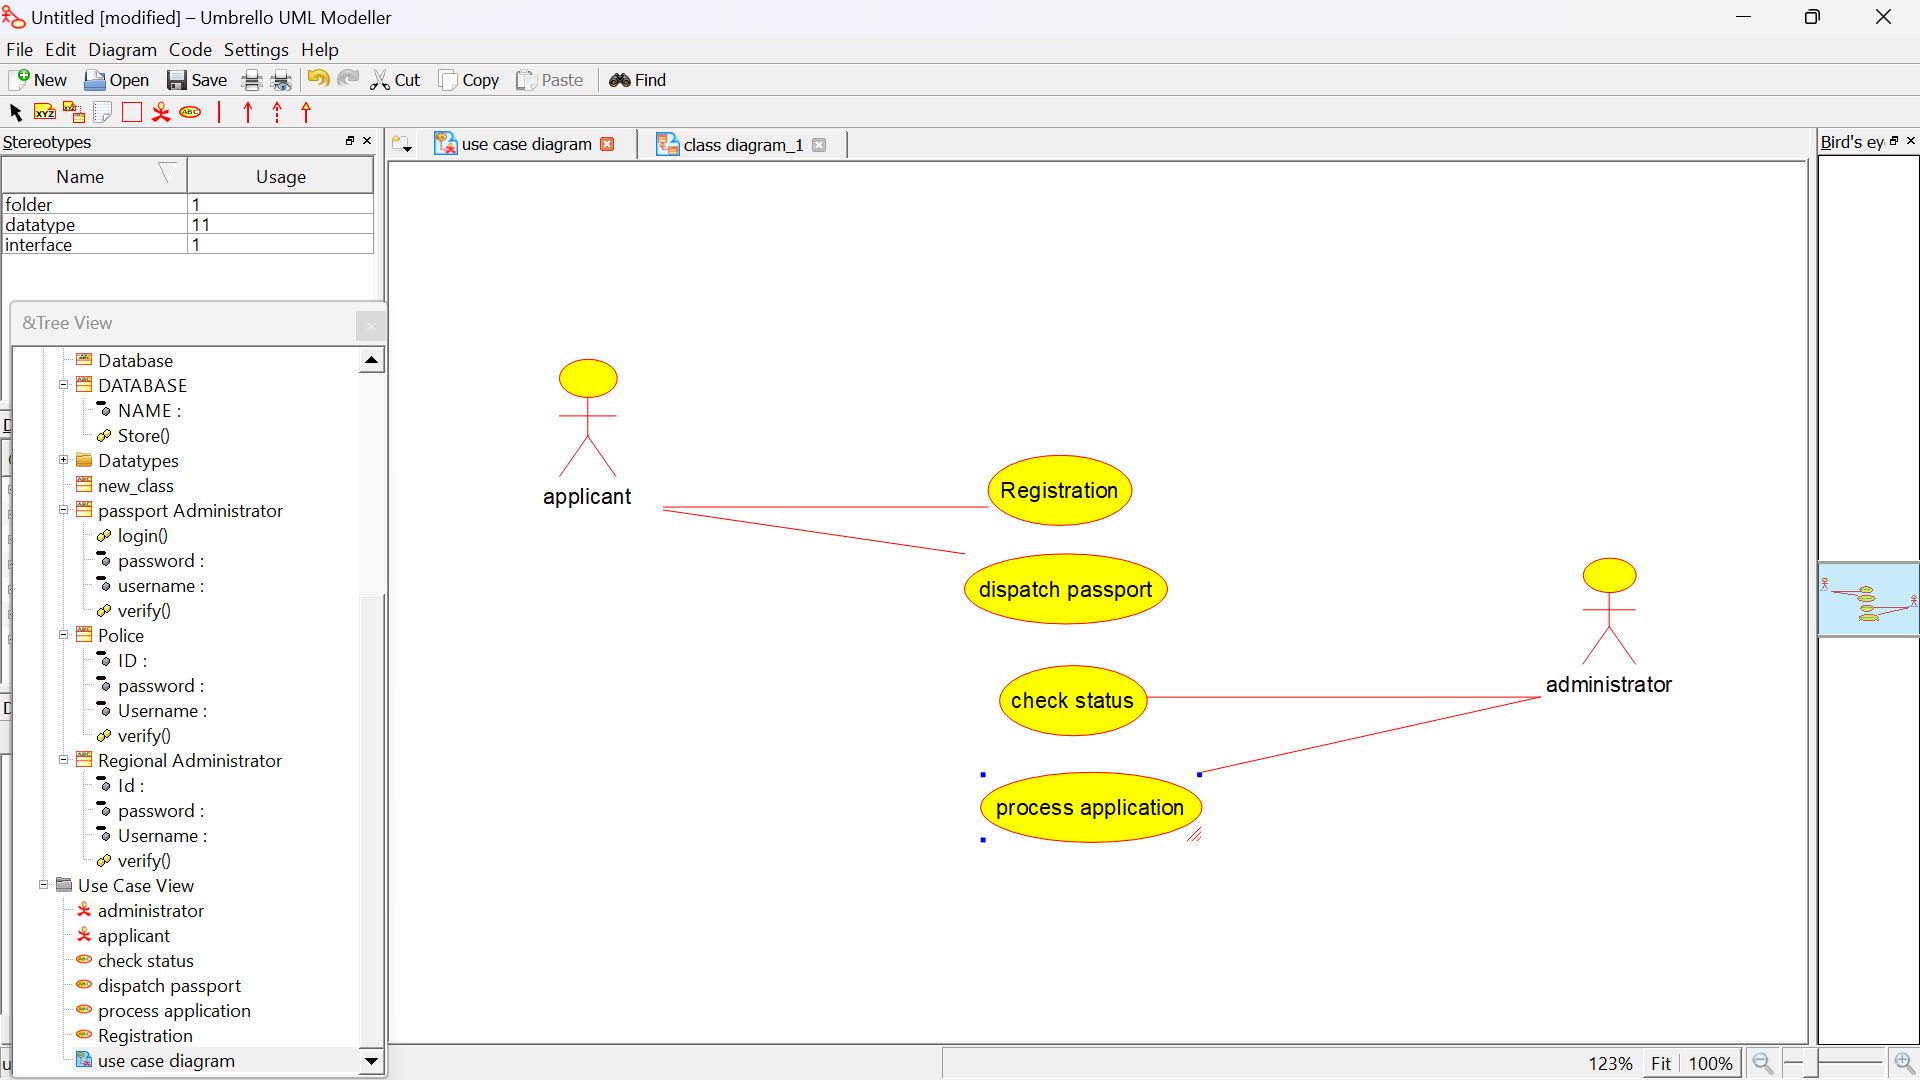 Untitled [modified] – Umbrello UML Modeller
File Edit Diagram Code Settings Help
New Open Save Cut Copy Paste Find
Stereotypes
Name Usage
folder 1
datatype 11
interface 1
&Tree View
Database
DATABASE
NAME :
Store()
Datatypes
new_class
passport Administrator
login()
password :
username :
verify()
Police
ID :
password :
Username :
verify()
Regional Administrator
Id :
password :
Username :
verify()
Use Case View
administrator
applicant
check status
dispatch passport
process application
Registration
use case diagram
use case diagram class diagram_1
Bird's ey
applicant
Registration
dispatch passport
administrator
check status
process application
123% Fit 100%